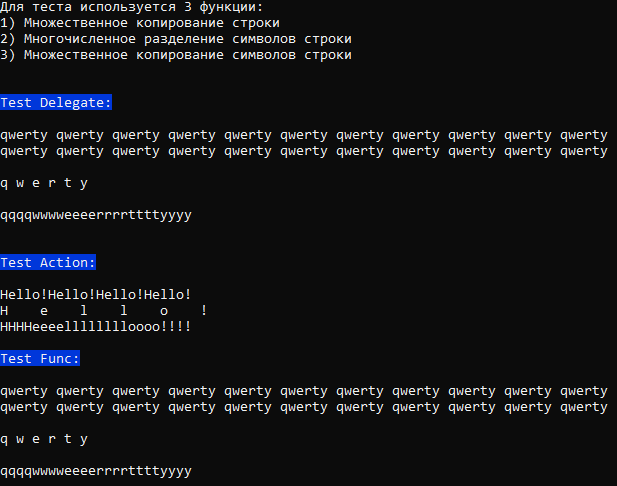 Для теста используется 3 функции:
1) Множественное копирование строки
2) Многочисленное разделение символов строки
3) Множественное копирование символов строки
Test Delegate:
qwerty qwerty qwerty qwerty qwerty qwerty qwerty qwerty qwerty qwerty qwerty
qwerty qwerty qwerty qwerty qwerty qwerty qwerty qwerty qwerty qwerty qwerty
q w e r t y
qqqqwwwweeeerrrrttttyyyy
Test Action:
Hello!Hello!Hello!Hello!
H    e    l    l    o    !
HHHHeeeelllllllloooo!!!!
Test Func:
qwerty qwerty qwerty qwerty qwerty qwerty qwerty qwerty qwerty qwerty qwerty
qwerty qwerty qwerty qwerty qwerty qwerty qwerty qwerty qwerty qwerty qwerty
q w e r t y
qqqqwwwweeeerrrrttttyyyy